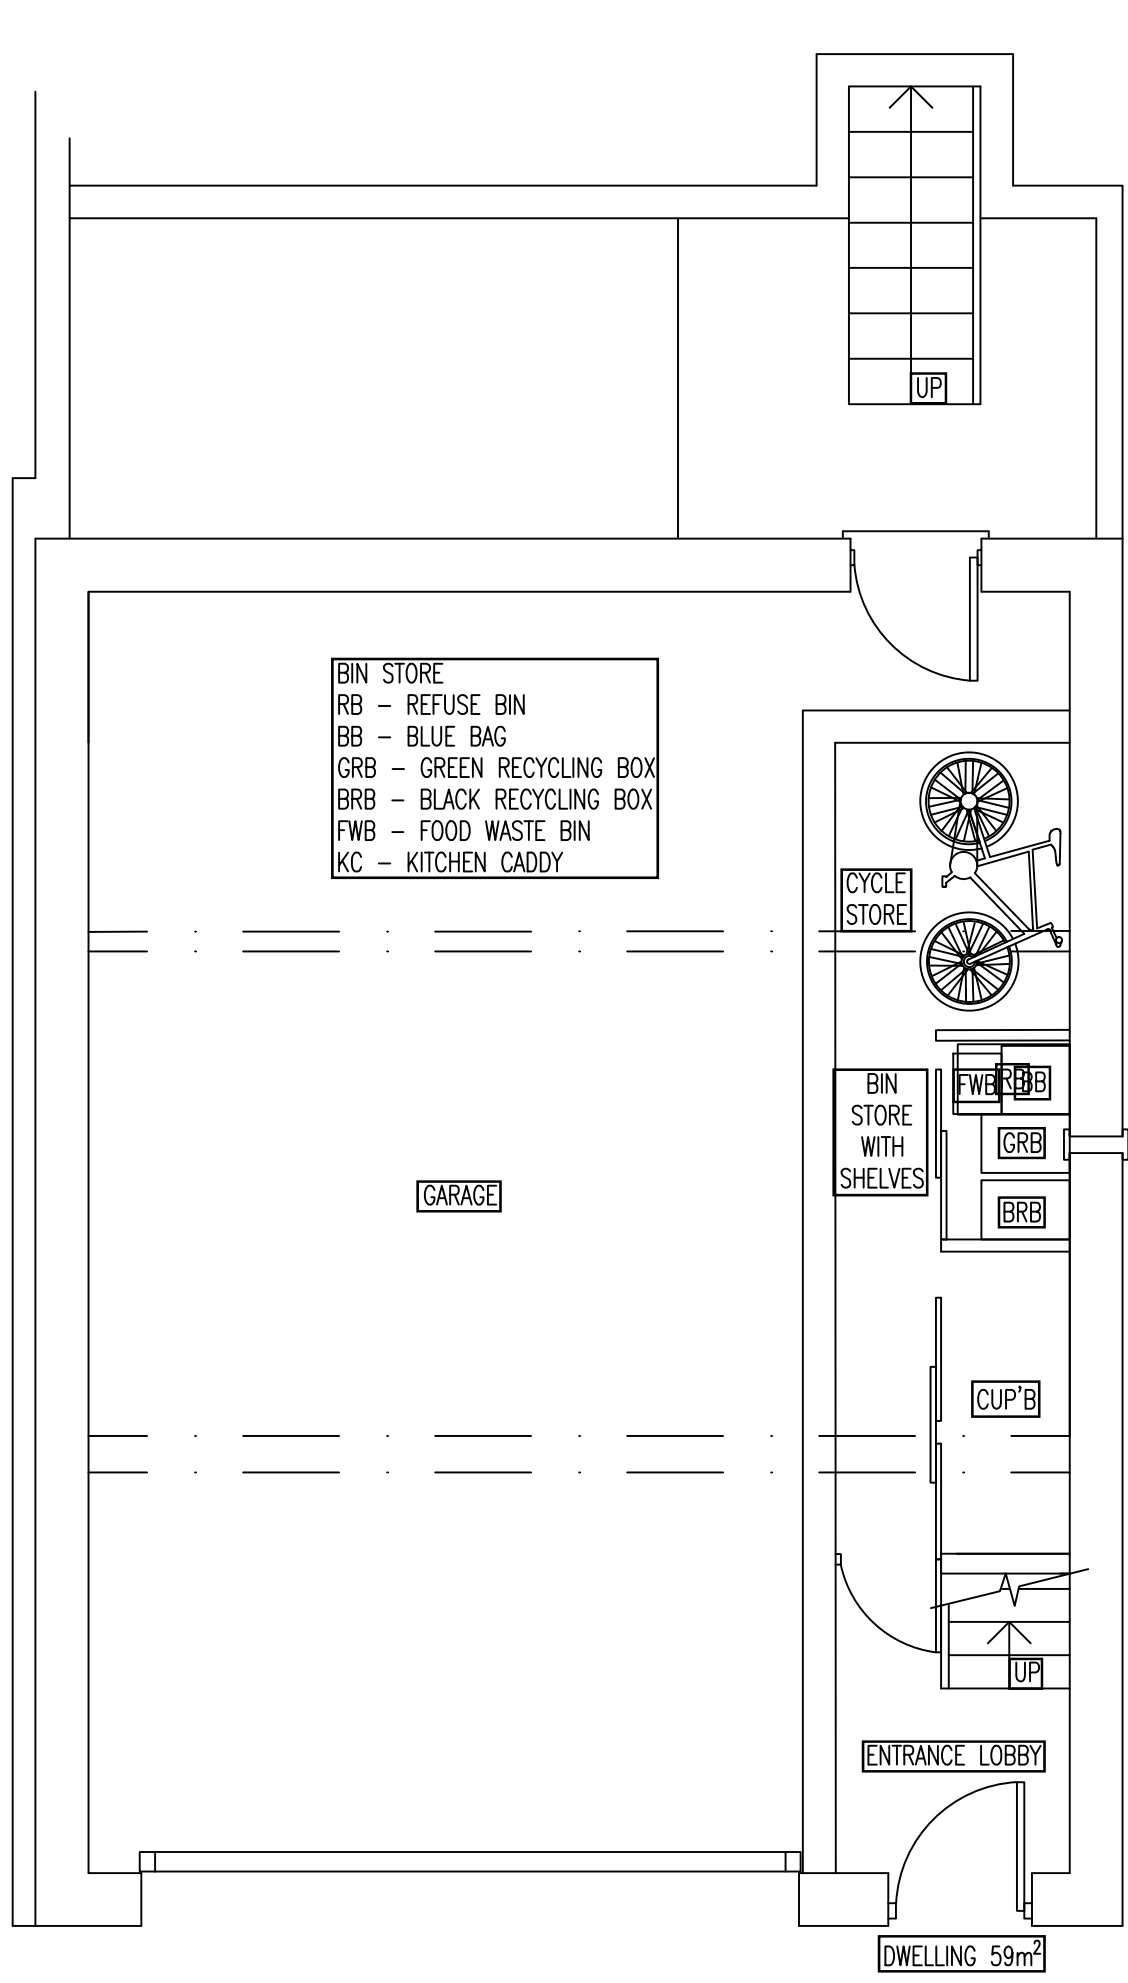 UP
BIN STORE
RB – REFUSE BIN
BB – BLUE BAG
GRB – GREEN RECYCLING BOX
BRB – BLACK RECYCLING BOX
FWB – FOOD WASTE BIN
KC – KITCHEN CADDY
CYCLE
STORE
BIN
STORE
WITH
SHELVES
FWB
RB
BB
GRB
BRB
GARAGE
CUP'B
UP
ENTRANCE LOBBY
DWELLING 59m²